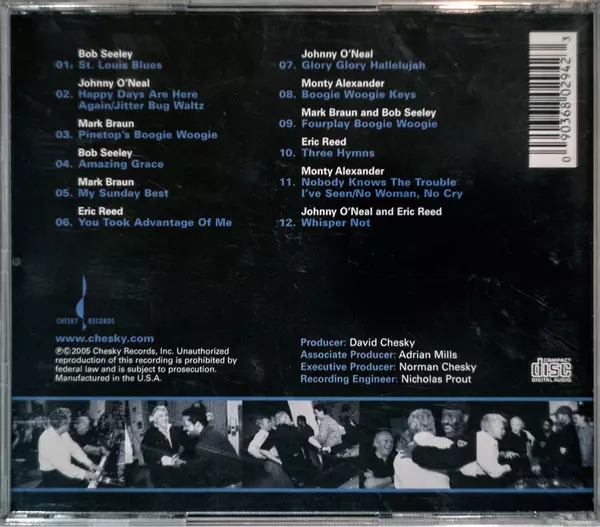 Bob Seeley
01: St. Louis Blues
Johnny O'Neal
02. Happy Days Are Here
Again/Jitter Bug Waltz
Mark Braun
03. Pinetop's Boogie Woogie
Bob Seeley
04. Amazing Grace
Mark Braun
05. My Sunday Best
Eric Reed
06. You Took Advantage Of Me
Johnny O'Neal
07. Glory Glory Hallelujah
Monty Alexander
08. Boogie Woogie Keys
Mark Braun and Bob Seeley
09. Fourplay Boogie Woogie
Eric Reed
10. Three Hymns
Monty Alexander
11. Nobody Knows The Trouble
I've Seen/No Woman, No Cry
Johnny O'Neal and Eric Reed
12. Whisper Not
0 90368 02942 3
CHESKY RECORDS
www.chesky.com
℗©2005 Chesky Records, Inc. Unauthorized
reproduction of this recording is prohibited by
federal law and is subject to prosecution.
Manufactured in the U.S.A.
Producer: David Chesky
Associate Producer: Adrian Mills
Executive Producer: Norman Chesky
Recording Engineer: Nicholas Prout
COMPACT
disc
DIGITAL AUDIO